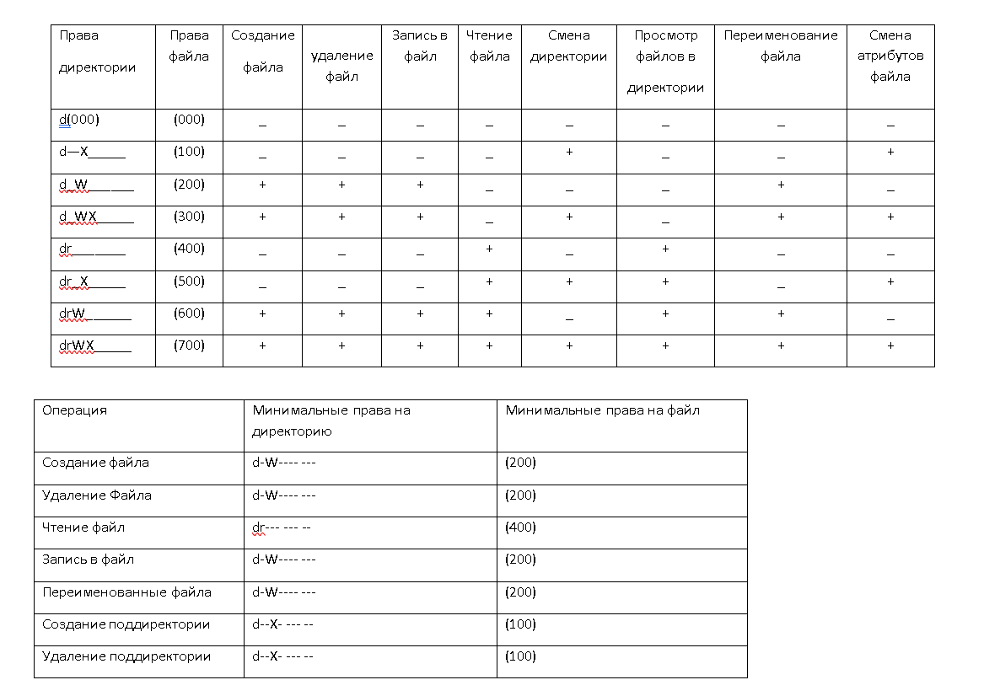 Права директории | Права файла | Создание файла | удаление файл | Запись в файл | Чтение файла | Смена директории | Просмотр файлов в директории | Переименование файла | Смена атрибутов файла
d(000) | (000) | _ | _ | _ | _ | _ | _ | _ | _
d—X______ | (100) | _ | _ | _ | _ | + | _ | _ | +
d_W_______ | (200) | + | + | + | _ | _ | _ | + | _
d_WX______ | (300) | + | + | + | _ | + | _ | + | +
dr________ | (400) | _ | _ | _ | + | _ | + | _ | _
dr_X______ | (500) | _ | _ | _ | + | + | + | _ | +
drW_______ | (600) | + | + | + | + | _ | + | + | _
drWX______ | (700) | + | + | + | + | + | + | + | +
Операция | Минимальные права на директорию | Минимальные права на файл
Создание файла | d-W---- --- | (200)
Удаление Файла | d-W---- --- | (200)
Чтение файл | dr--- --- -- | (400)
Запись в файл | d-W---- --- | (200)
Переименованные файла | d-W---- --- | (200)
Создание поддиректории | d--X- --- -- | (100)
Удаление поддиректории | d--X- --- -- | (100)